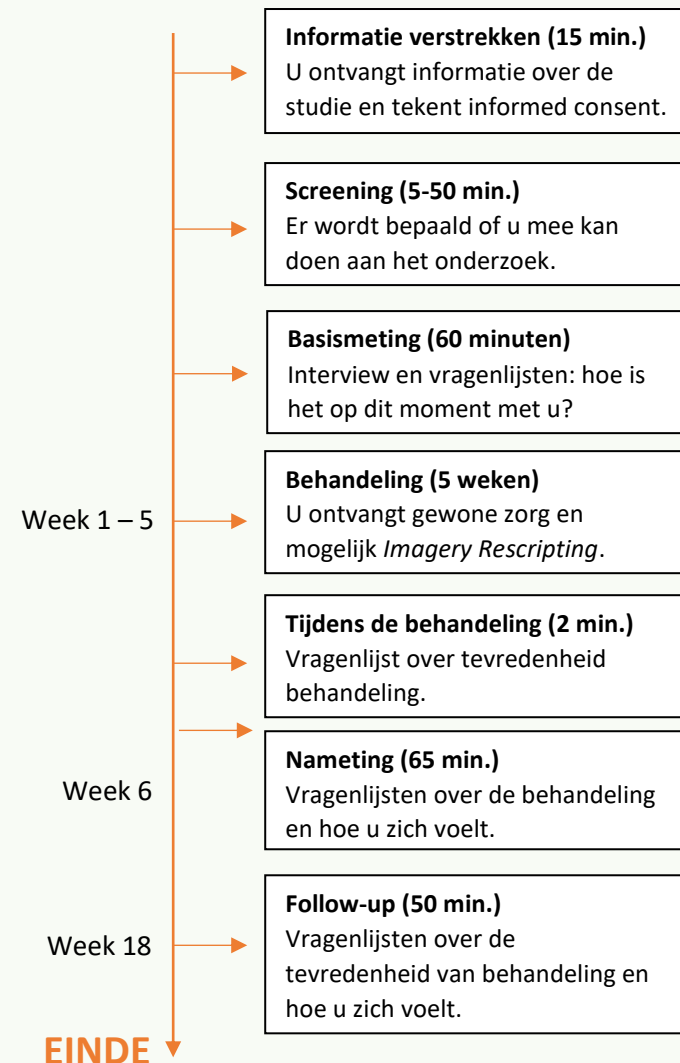 Informatie verstrekken (15 min.)
U ontvangt informatie over de
studie en tekent informed consent.
Screening (5-50 min.)
Er wordt bepaald of u mee kan
doen aan het onderzoek.
Basismeting (60 minuten)
Interview en vragenlijsten: hoe is
het op dit moment met u?
Week 1 – 5
Behandeling (5 weken)
U ontvangt gewone zorg en
mogelijk Imagery Rescripting.
Tijdens de behandeling (2 min.)
Vragenlijst over tevredenheid
behandeling.
Week 6
Nameting (65 min.)
Vragenlijsten over de behandeling
en hoe u zich voelt.
Week 18
Follow-up (50 min.)
Vragenlijsten over de
tevredenheid van behandeling en
hoe u zich voelt.
EINDE